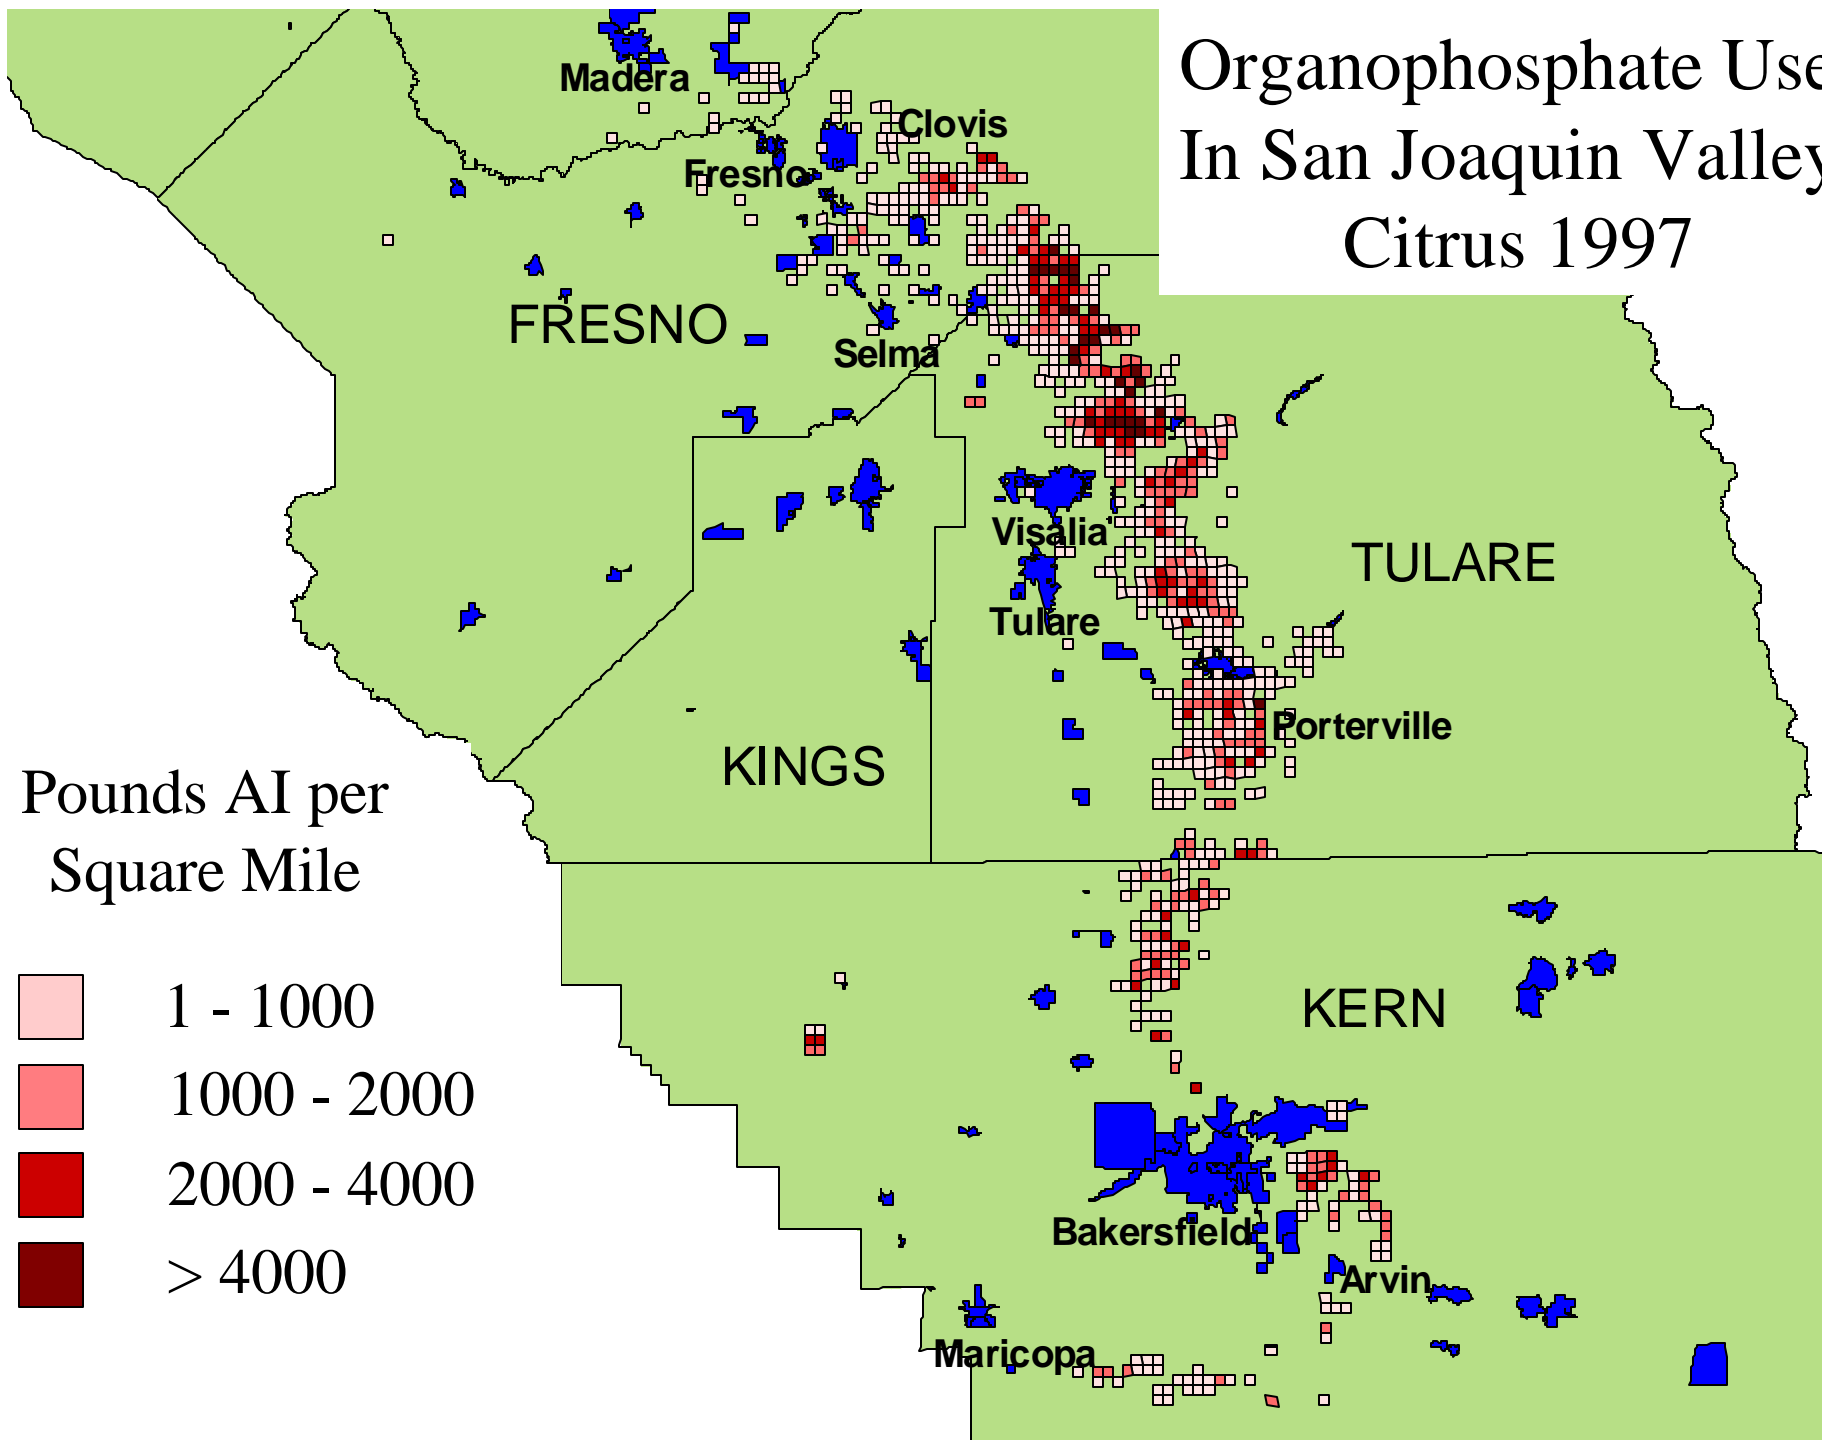 Organophosphate Use
In San Joaquin Valley
Citrus 1997
Madera
Clovis
Fresno
FRESNO
Selma
Visalia
TULARE
Tulare
Porterville
KINGS
Pounds AI per
Square Mile
1 - 1000
1000 - 2000
2000 - 4000
> 4000
KERN
Bakersfield
Arvin
Maricopa